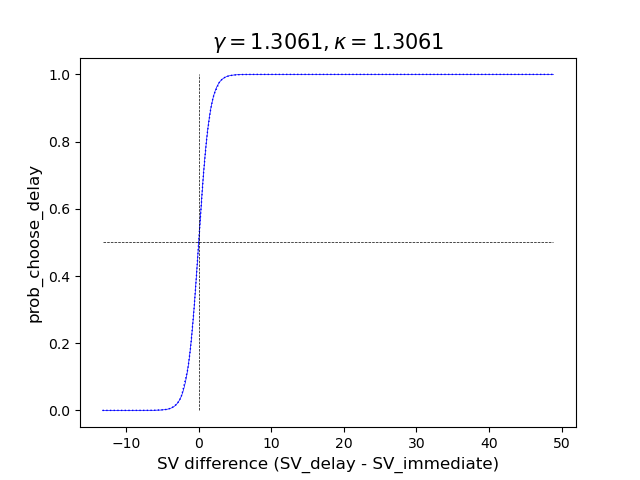 γ = 1.3061, κ = 1.3061
1.0
0.8
0.6
0.4
0.2
0.0
prob_choose_delay
−10 0 10 20 30 40 50
SV difference (SV_delay - SV_immediate)